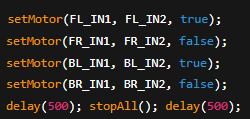 setMotor(FL_IN1, FL_IN2, true);
setMotor(FR_IN1, FR_IN2, false);
setMotor(BL_IN1, BL_IN2, true);
setMotor(BR_IN1, BR_IN2, false);
delay(500); stopAll(); delay(500);